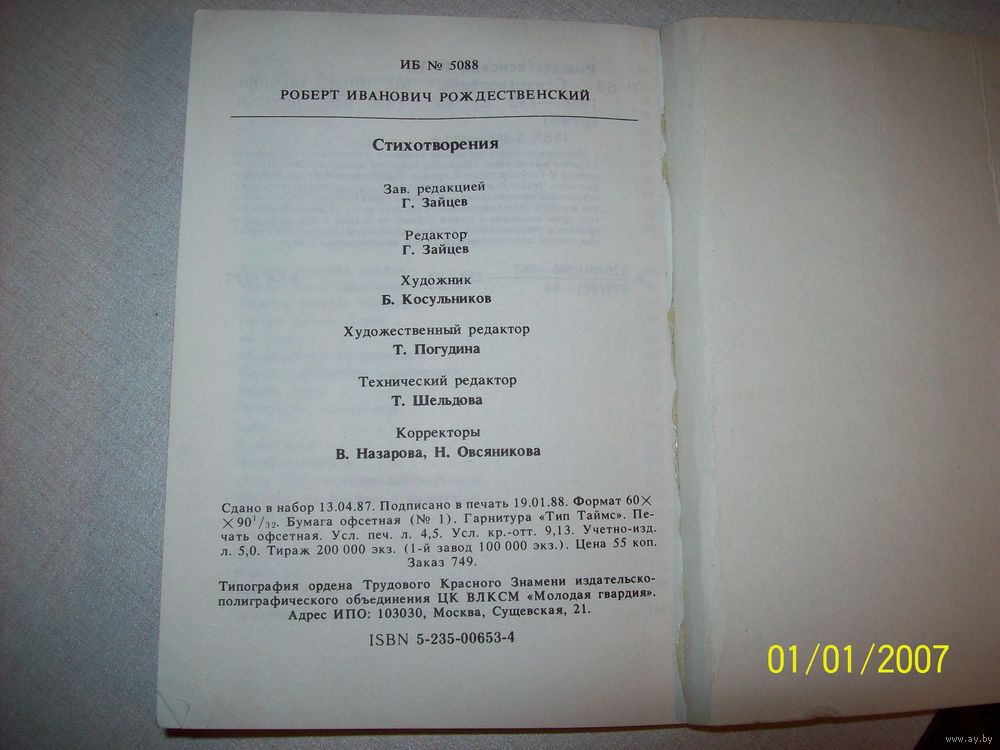 ИБ № 5088
РОБЕРТ ИВАНОВИЧ РОЖДЕСТВЕНСКИЙ
Стихотворения
Зав. редакцией
Г. Зайцев
Редактор
Г. Зайцев
Художник
Б. Косульников
Художественный редактор
Т. Погудина
Технический редактор
Т. Шельдова
Корректоры
В. Назарова, Н. Овсяникова
Сдано в набор 13.04.87. Подписано в печать 19.01.88. Формат 60×
×90¹/₃₂. Бумага офсетная (№ 1). Гарнитура «Тип Таймс». Пе-
чать офсетная. Усл. печ. л. 4,5. Усл. кр.-отт. 9,13. Учетно-изд.
л. 5,0. Тираж 200 000 экз. (1-й завод 100 000 экз.). Цена 55 коп.
Заказ 749.
Типография ордена Трудового Красного Знамени издательско-
полиграфического объединения ЦК ВЛКСМ «Молодая гвардия».
Адрес ИПО: 103030, Москва, Сущевская, 21.
ISBN 5-235-00653-4
01/01/2007
www.ay.by